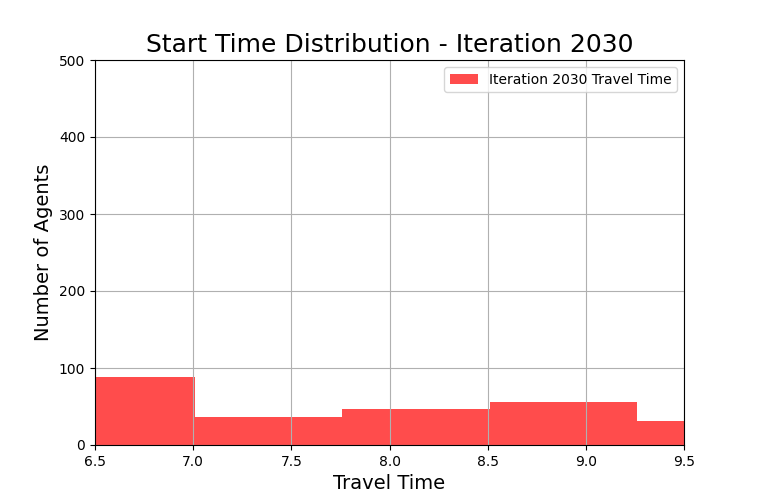 Start Time Distribution - Iteration 2030
Iteration 2030 Travel Time
Number of Agents
500
400
300
200
100
0
6.5 7.0 7.5 8.0 8.5 9.0 9.5
Travel Time